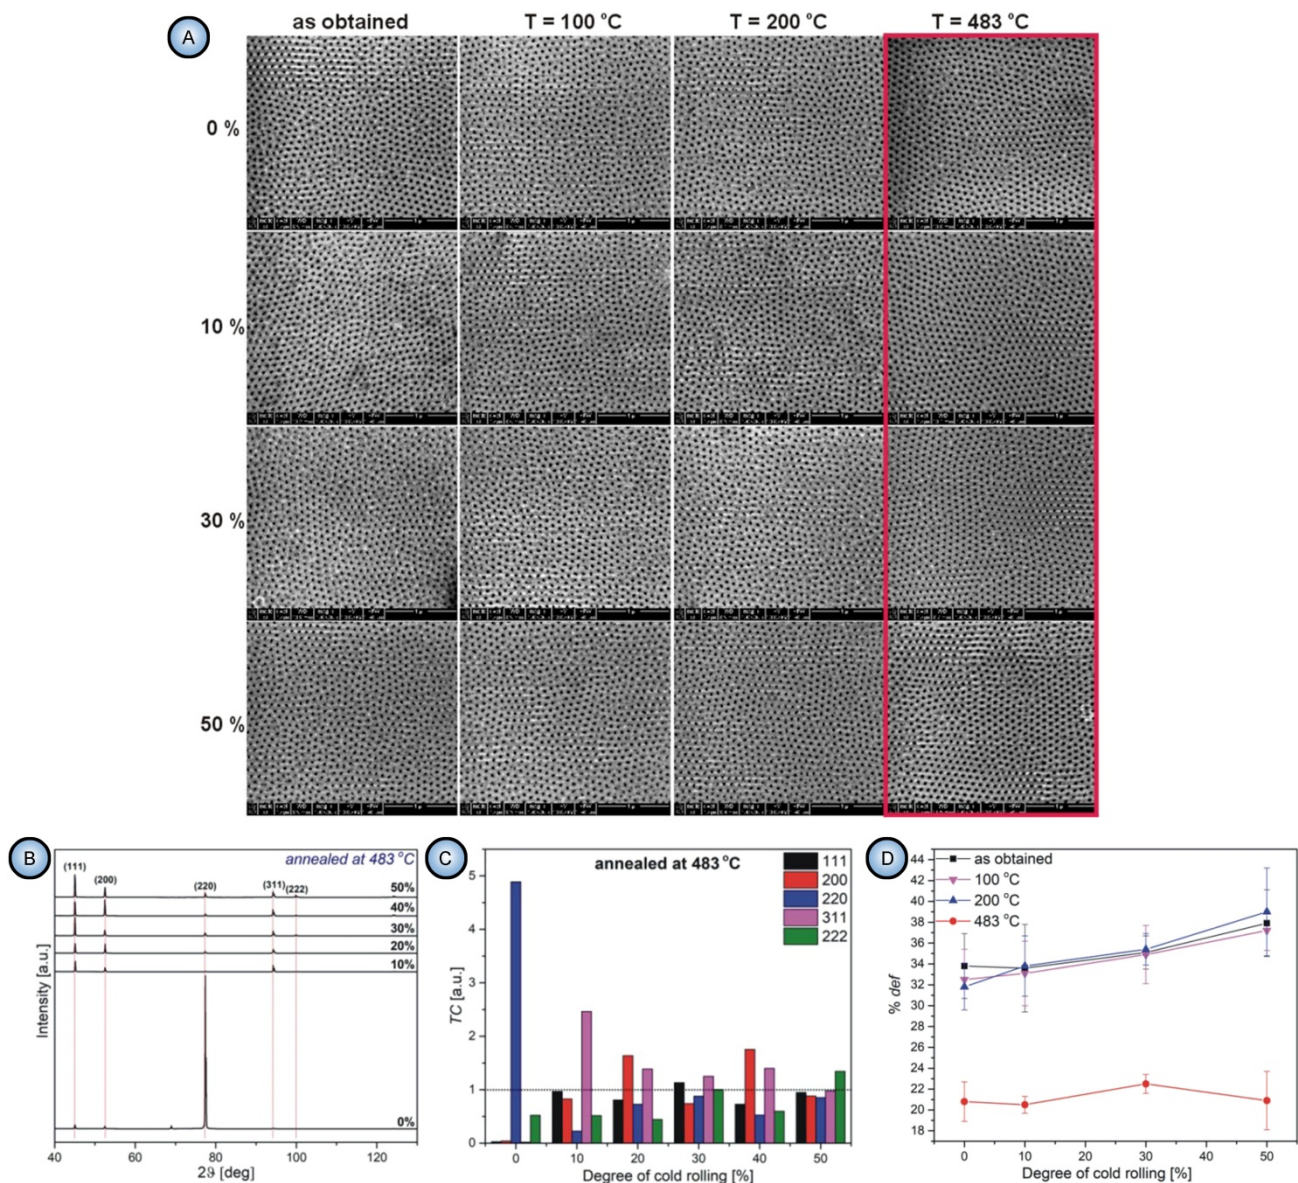 A
as obtained
T = 100 °C
T = 200 °C
T = 483 °C
0 %
10 %
30 %
50 %
B
annealed at 483 °C
(111)
(200)
(220)
(311)
(222)
50%
40%
30%
20%
10%
0%
Intensity [a.u.]
40 60 80 100 120
2ϑ [deg]
C
annealed at 483 °C
111
200
220
311
222
5
4
3
2
1
0
TC [a.u.]
0 10 20 30 40 50
Degree of cold rolling [%]
D
as obtained
100 °C
200 °C
483 °C
44
42
40
38
36
34
32
30
28
26
24
22
20
18
% def
0 10 20 30 40 50
Degree of cold rolling [%]